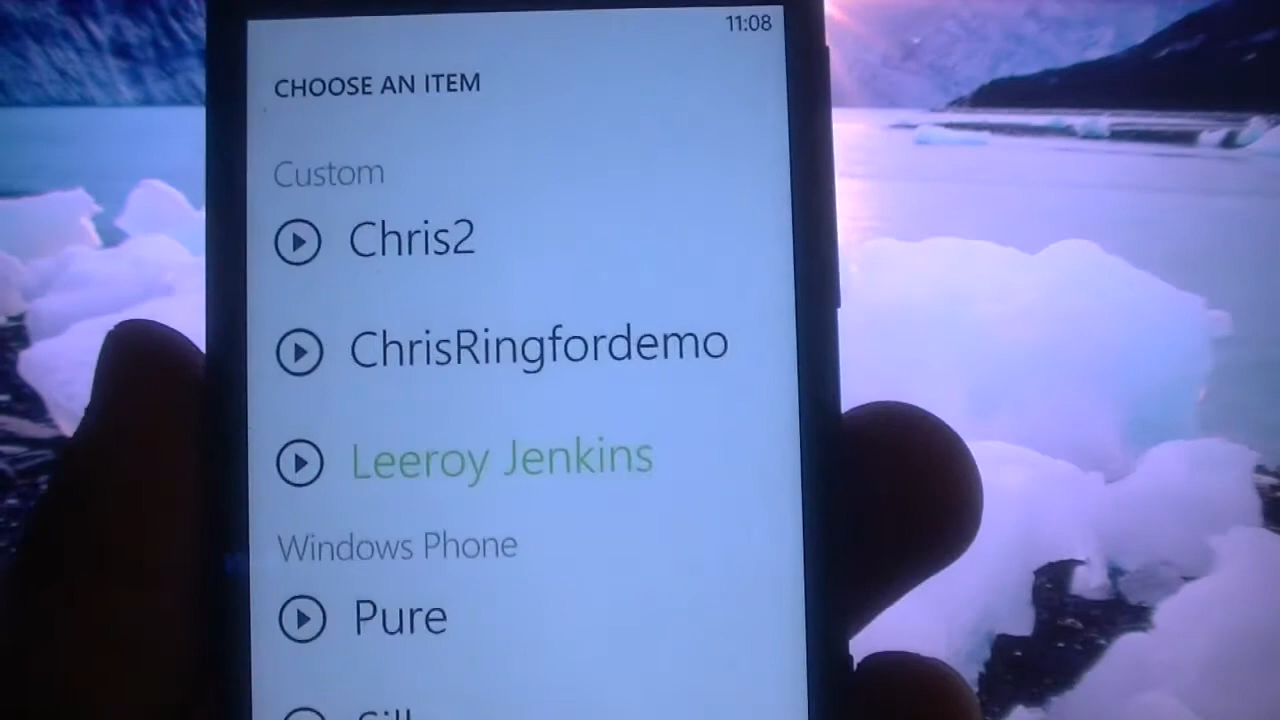 11:08
CHOOSE AN ITEM
Custom
Chris2
ChrisRingfordemo
Leeroy Jenkins
Windows Phone
Pure